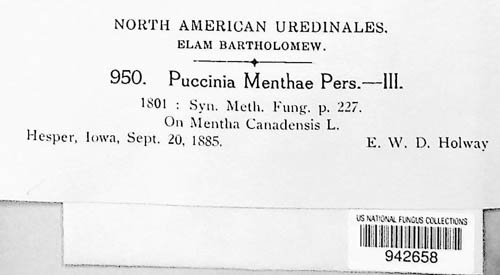 NORTH AMERICAN UREDINALES.
ELAM BARTHOLOMEW.
950. Puccinia Menthae Pers.—III.
1801 : Syn. Meth. Fung. p. 227.
On Mentha Canadensis L.
Hesper, Iowa, Sept. 20, 1885. E. W. D. Holway
US NATIONAL FUNGUS COLLECTIONS
942658